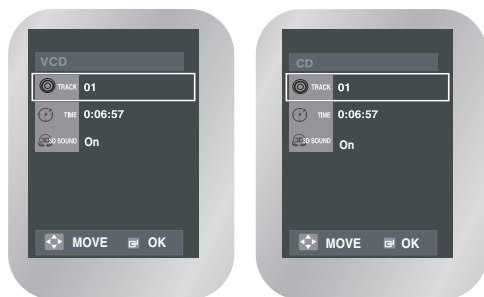 VCD
TRACK 01
TIME 0:06:57
3D SOUND On
MOVE OK
CD
TRACK 01
TIME 0:06:57
3D SOUND On
MOVE OK